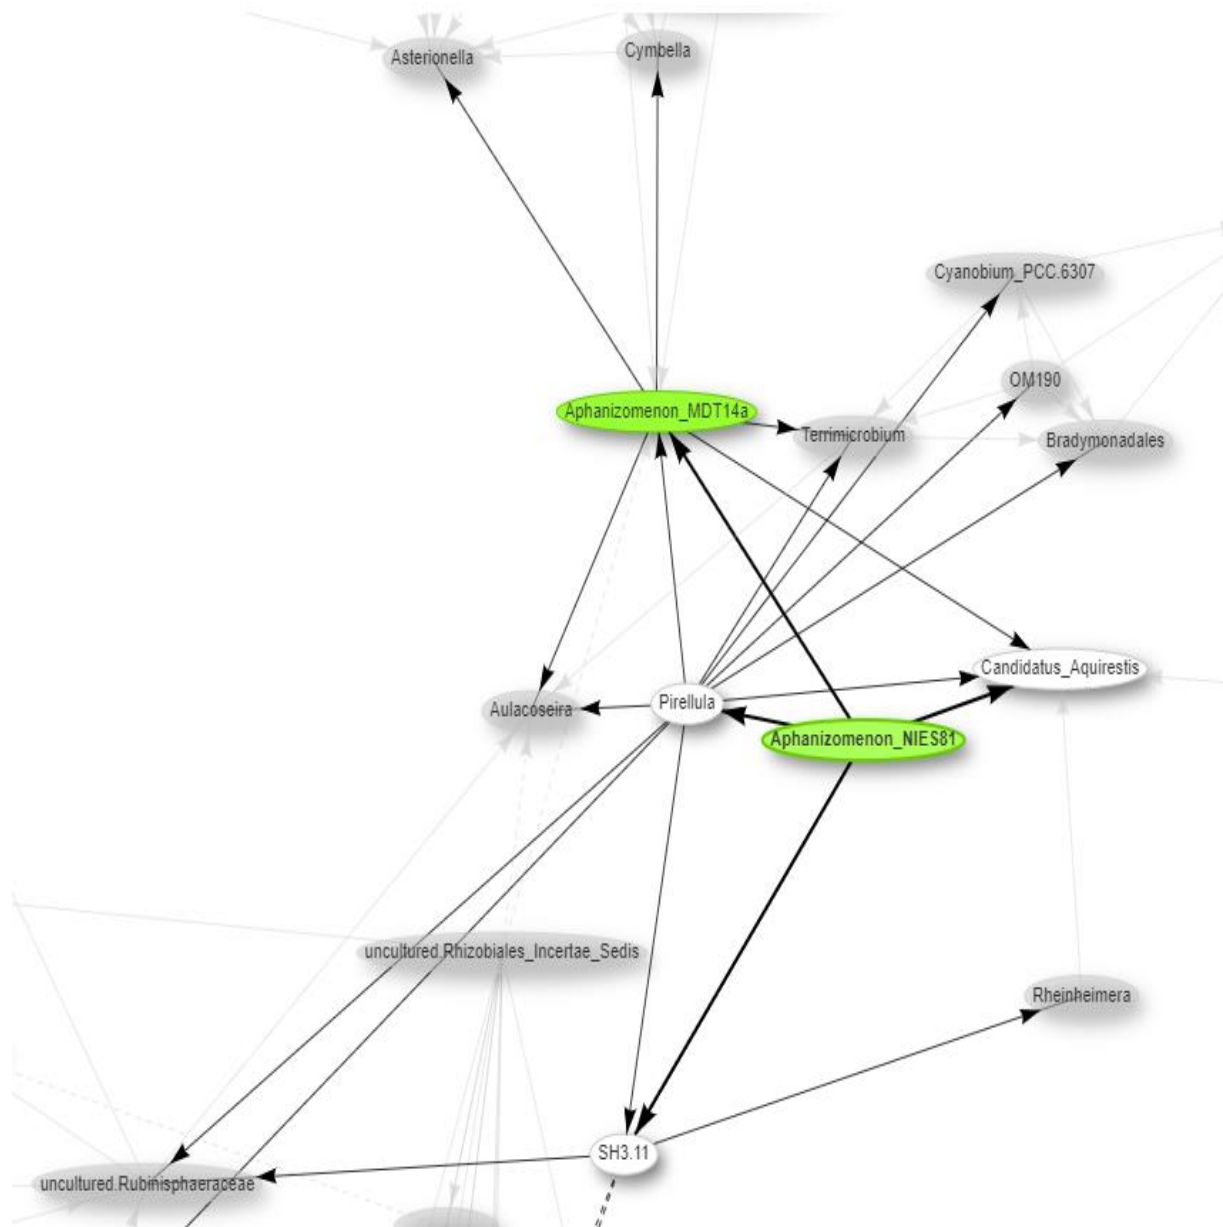 Asterionella
Cymbella
Cyanobium_PCC.6307
OM190
Aphanizomenon_MDT14a
Terrimicrobium
Bradymonadales
Candidatus_Aquirestis
Aulacoseira
Pirellula
Aphanizomenon_NIES81
uncultured.Rhizobiales_Incertae_Sedis
Rheinheimera
SH3.11
uncultured.Rubinisphaeraceae